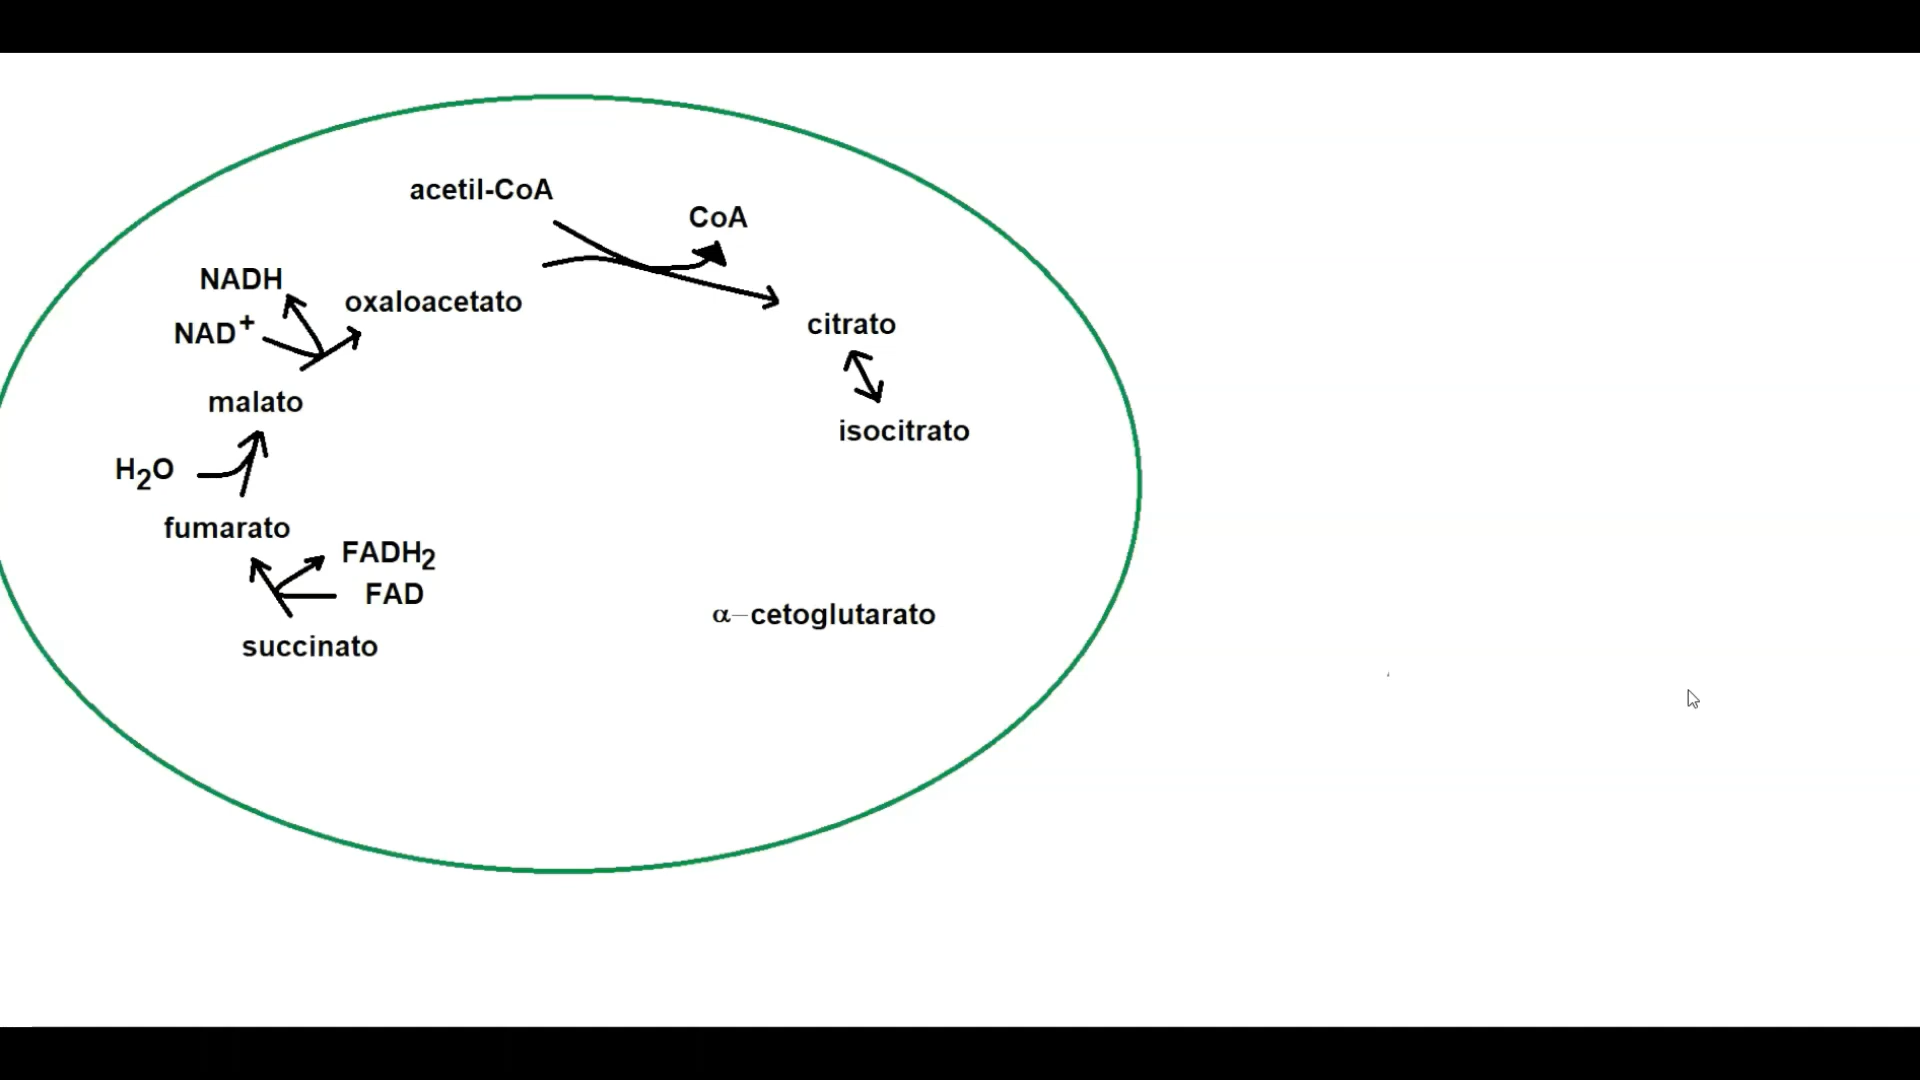 acetil-CoA
CoA
NADH
oxaloacetato
NAD⁺
citrato
malato
isocitrato
H₂O
fumarato
FADH₂
FAD
α–cetoglutarato
succinato